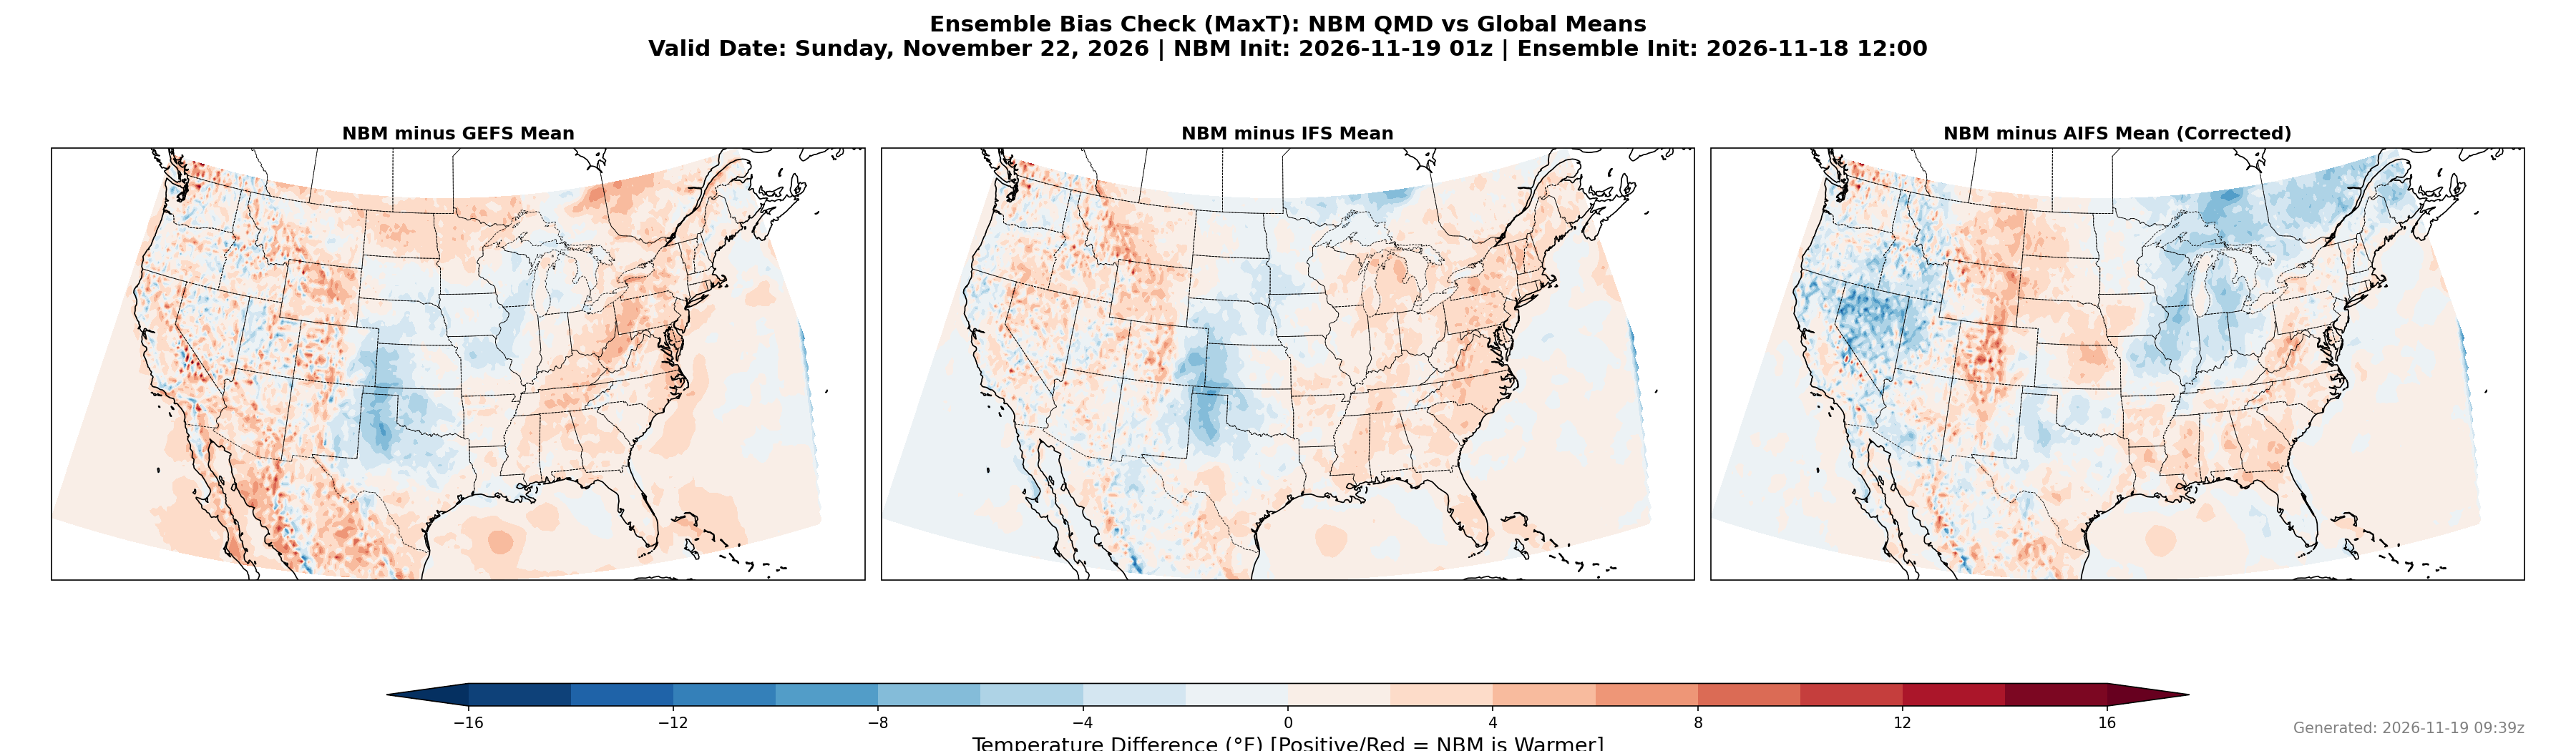 Ensemble Bias Check (MaxT): NBM QMD vs Global Means
Valid Date: Sunday, November 22, 2026 | NBM Init: 2026-11-19 01z | Ensemble Init: 2026-11-18 12:00
NBM minus GEFS Mean
NBM minus IFS Mean
NBM minus AIFS Mean (Corrected)
−16 −12 −8 −4 0 4 8 12 16
Generated: 2026-11-19 09:39z
Temperature Difference (°F) [Positive/Red = NBM is Warmer]